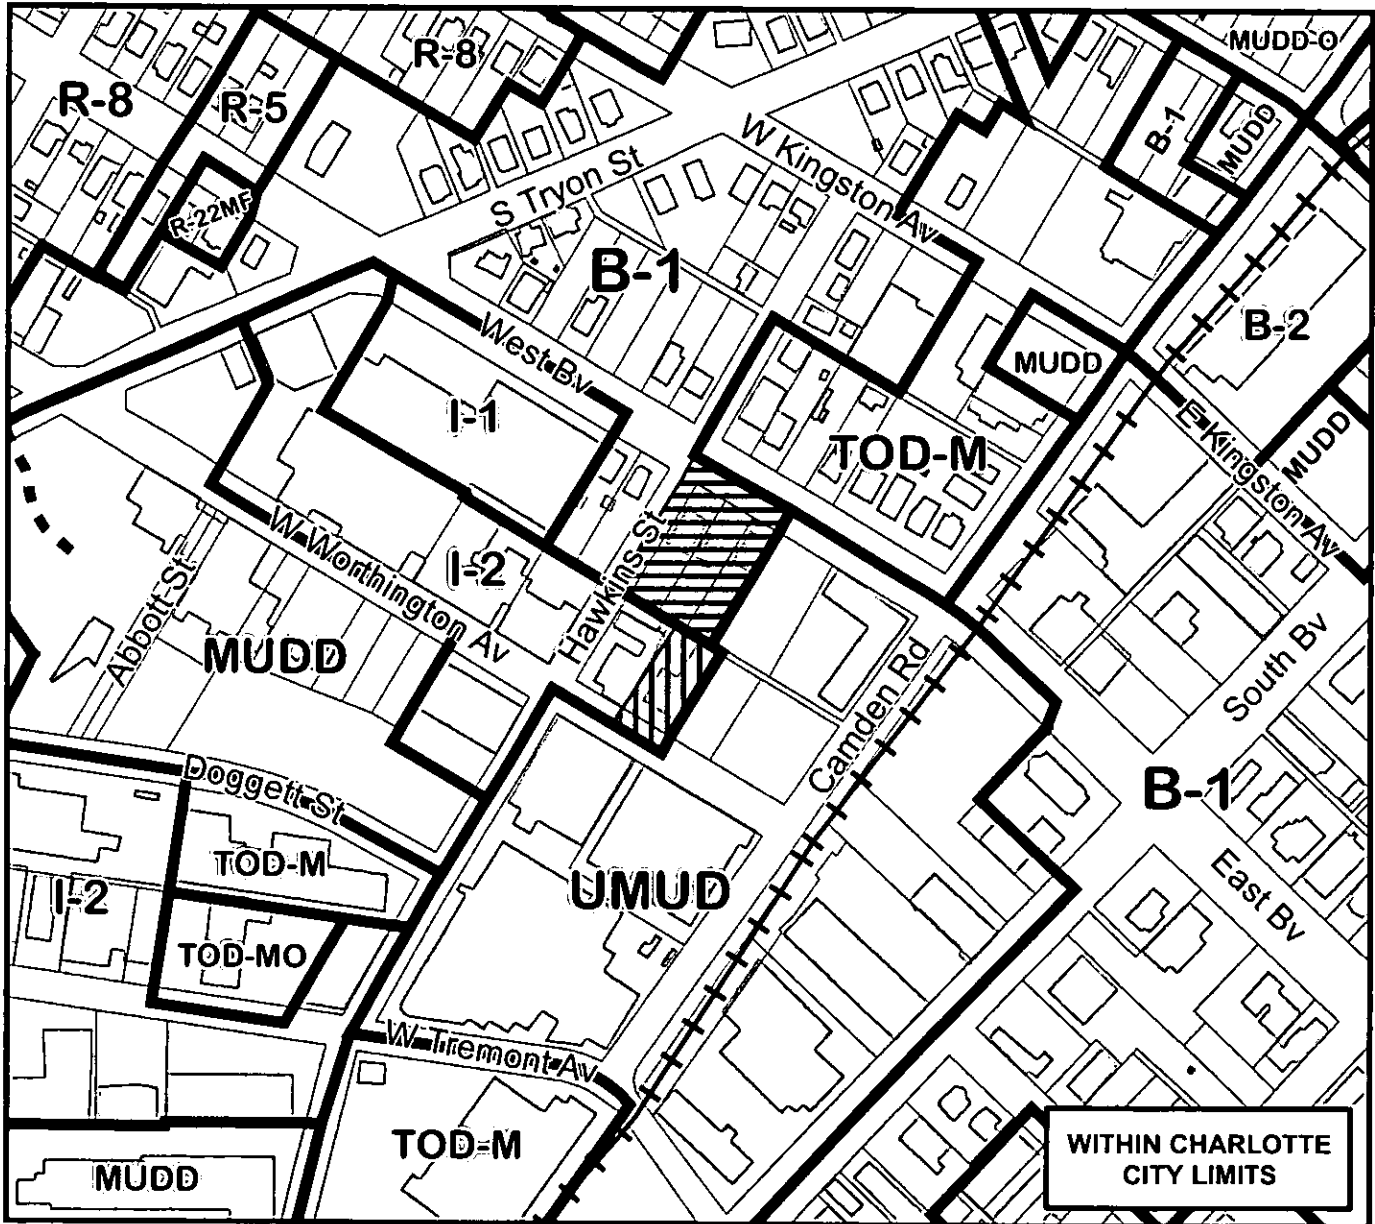 MUDD-O
R-8
R-8
R-5
B-1
MUDD
W Kingston Av
S Tryon St
R-22MF
B-1
B-2
West Bv
MUDD
I-1
E Kingston Av
MUDD
TOD-M
Hawkins St
W Worthington Av
I-2
Abbott St
MUDD
South Bv
Camden Rd
Doggett St
B-1
TOD-M
I-2
UMUD
East Bv
TOD-MO
W Tremont Av
TOD-M
MUDD
WITHIN CHARLOTTE
CITY LIMITS